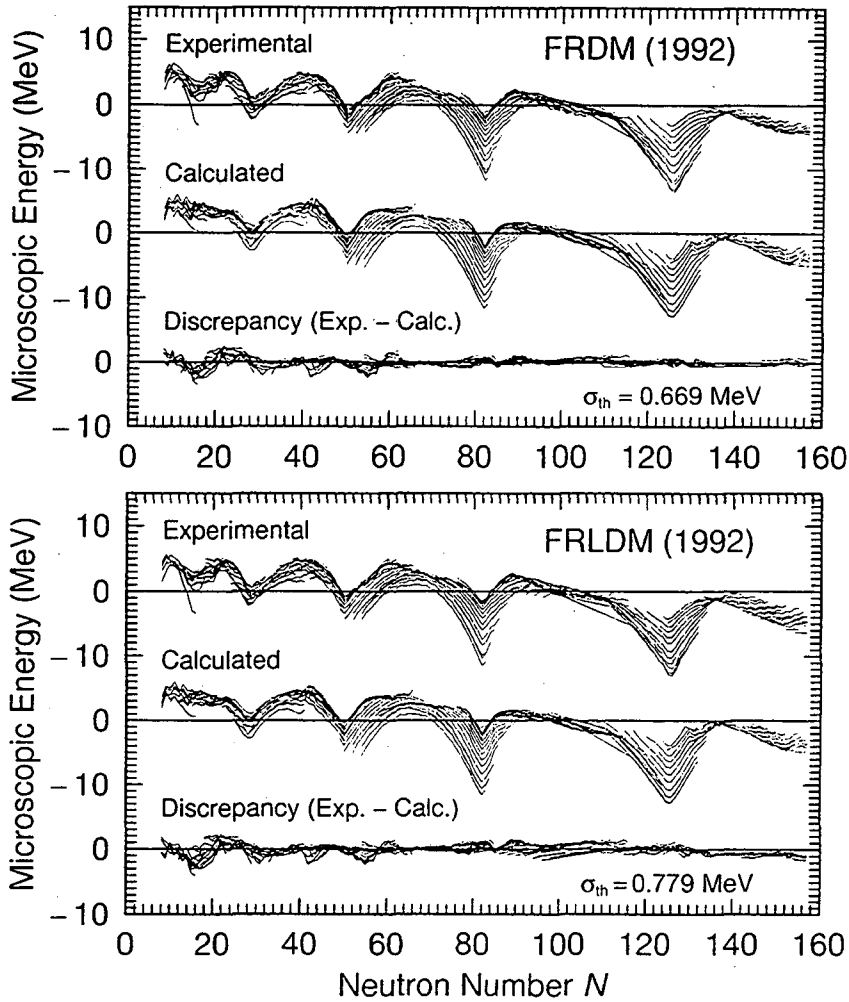 FRDM (1992)
Microscopic Energy (MeV)
10
0
−10
0
−10
0
−10
Experimental
Calculated
Discrepancy (Exp. − Calc.)
σth = 0.669 MeV
0 20 40 60 80 100 120 140 160
FRLDM (1992)
Microscopic Energy (MeV)
10
0
−10
0
−10
0
−10
Experimental
Calculated
Discrepancy (Exp. − Calc.)
σth = 0.779 MeV
0 20 40 60 80 100 120 140 160
Neutron Number N